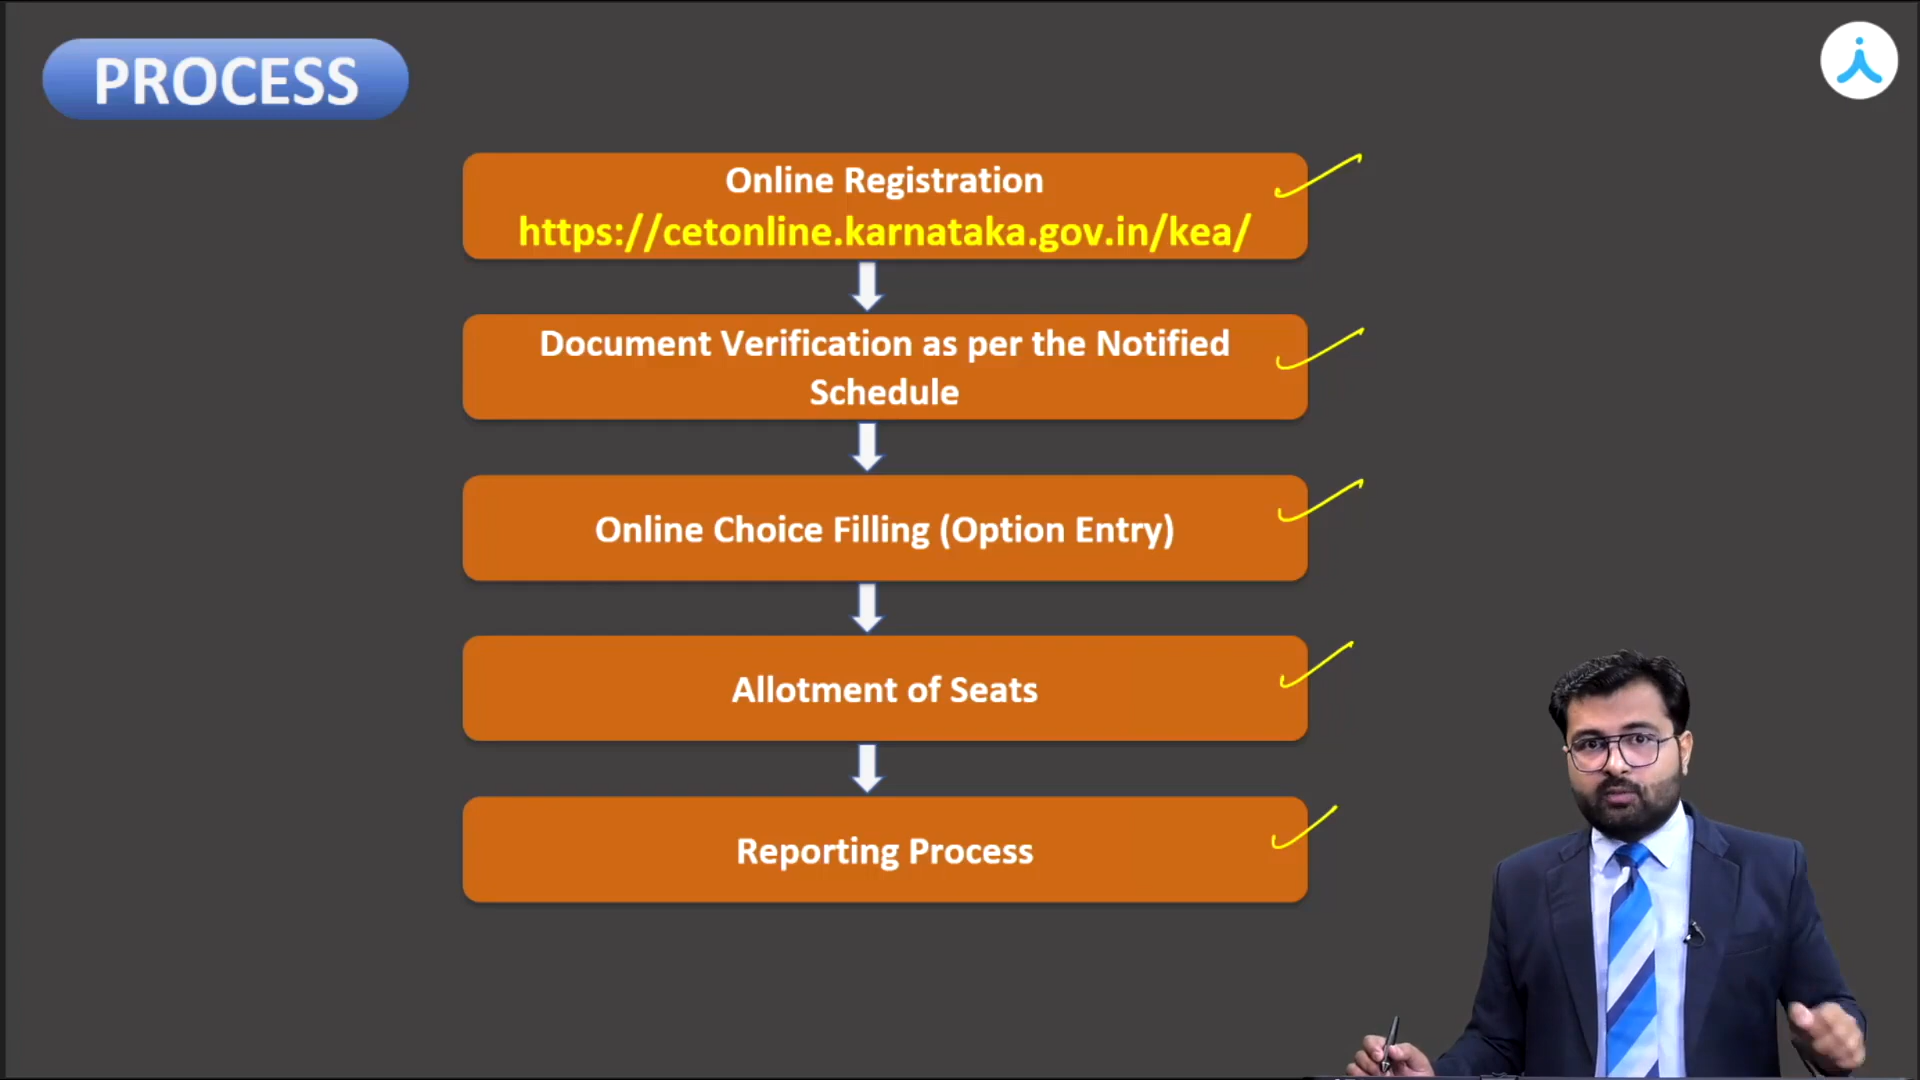 PROCESS
Online Registration
https://cetonline.karnataka.gov.in/kea/
Document Verification as per the Notified
Schedule
Online Choice Filling (Option Entry)
Allotment of Seats
Reporting Process